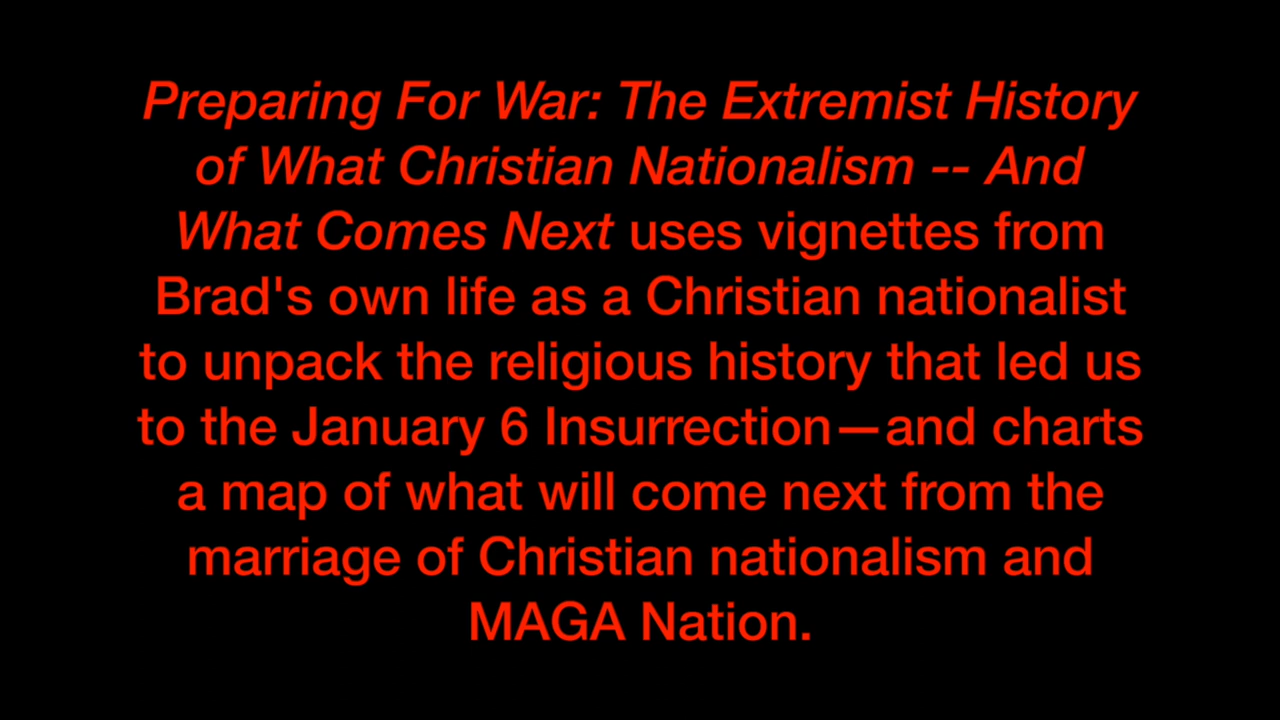 Preparing For War: The Extremist History
of What Christian Nationalism -- And
What Comes Next uses vignettes from
Brad's own life as a Christian nationalist
to unpack the religious history that led us
to the January 6 Insurrection—and charts
a map of what will come next from the
marriage of Christian nationalism and
MAGA Nation.